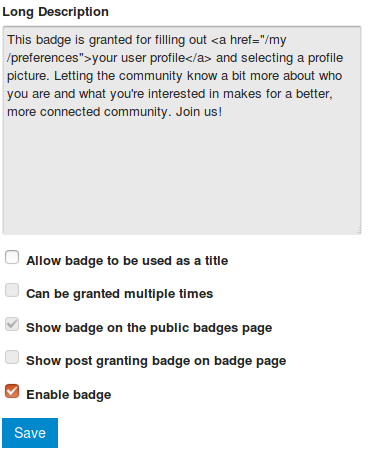 Long Description
This badge is granted for filling out <a href="/my
/preferences">your user profile</a> and selecting a profile
picture. Letting the community know a bit more about who
you are and what you're interested in makes for a better,
more connected community. Join us!
Allow badge to be used as a title
Can be granted multiple times
Show badge on the public badges page
Show post granting badge on badge page
Enable badge
Save